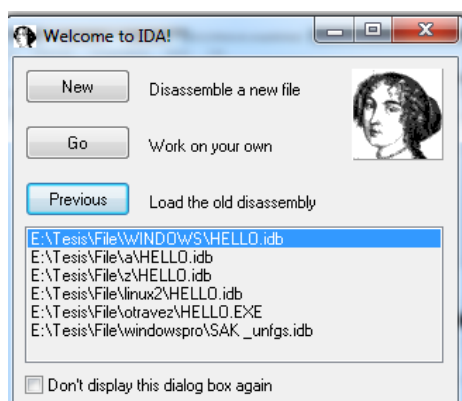 Welcome to IDA!
New Disassemble a new file
Go Work on your own
Previous Load the old disassembly
E:\Tesis\File\WINDOWS\HELLO.idb
E:\Tesis\File\a\HELLO.idb
E:\Tesis\File\z\HELLO.idb
E:\Tesis\File\linux2\HELLO.idb
E:\Tesis\File\otravez\HELLO.EXE
E:\Tesis\File\windowspro\SAK _unfgs.idb
Don't display this dialog box again